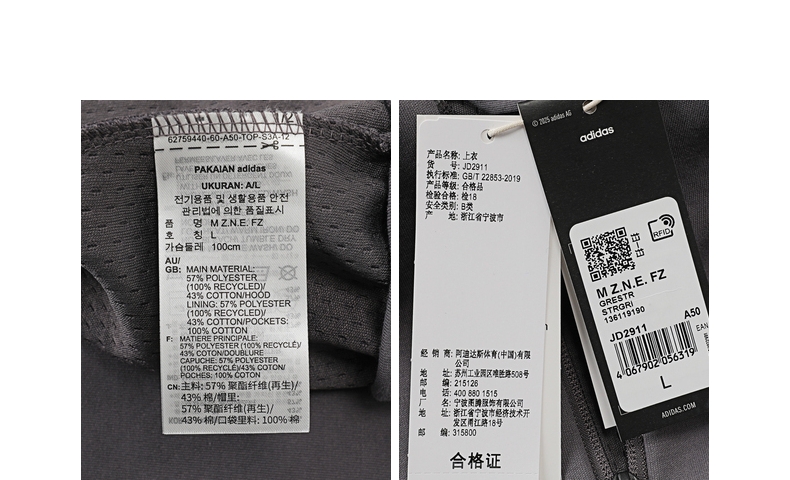 1/2
62759440-60-A50-TOP-S3A-12
PAKAIAN adidas
UKURAN: A/L
전기용품 및 생활용품 안전
관리법에 의한 품질표시
품 명 M Z.N.E. FZ
호 칭 L
가슴둘레 100cm
AU/
GB: MAIN MATERIAL:
57% POLYESTER
(100% RECYCLED)/
43% COTTON/HOOD
LINING: 57% POLYESTER
(100% RECYCLED)/
43% COTTON/POCKETS:
100% COTTON
F: MATIERE PRINCIPALE:
57% POLYESTER (100% RECYCLÉ)/
43% COTON/DOUBLURE
CAPUCHE: 57% POLYESTER
(100% RECYCLÉ)/43% COTON/
POCHES: 100% COTON
CN: 主料: 57% 聚酯纤维(再生)/
43% 棉/帽里:
57% 聚酯纤维(再生)/
43% 棉/口袋里料: 100% 棉
产品名称: 上衣
货 号: JD2911
执行标准: GB/T 22853-2019
产品等级: 合格品
检验合格: 检18
安全类别: B类
产 地: 浙江省宁波市
经 销 商: 阿迪达斯体育(中国)有限
公司
地 址: 苏州工业园区唯胜路508号
邮 编: 215126
电 话: 400 880 1515
厂 名: 宁波图腾服饰有限公司
地 址: 浙江省宁波市经济技术开
发区甬江路18号
邮 编: 315800
合格证
© 2025 adidas AG
adidas
RFID
M Z.N.E. FZ
GRESTR
STRGRI
136119190
JD2911
A50
EAN
4 067902 056319
L
ADIDAS.COM